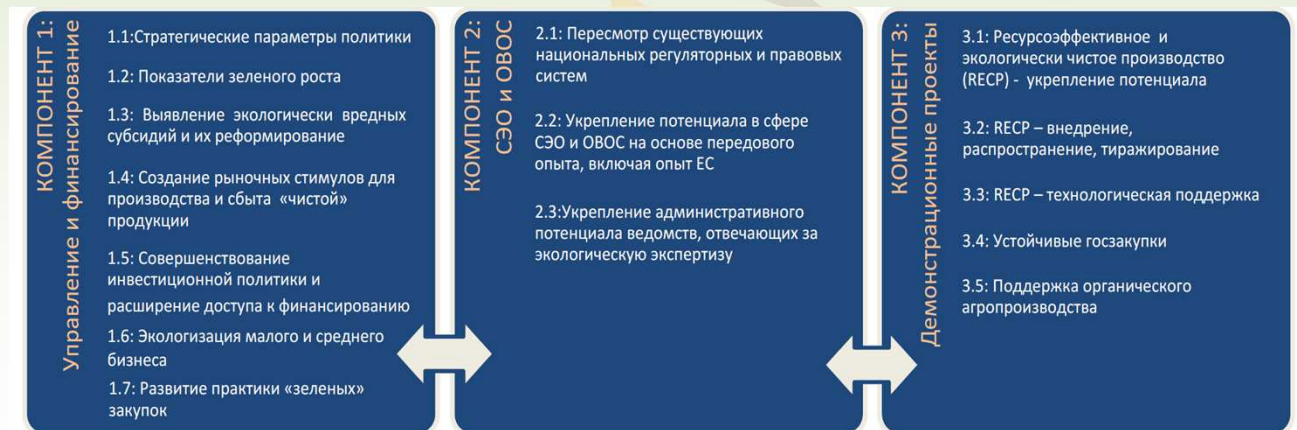 КОМПОНЕНТ 1:
Управление и финансирование
1.1:Стратегические параметры политики
1.2: Показатели зеленого роста
1.3: Выявление экологически вредных
субсидий и их реформирование
1.4: Создание рыночных стимулов для
производства и сбыта «чистой»
продукции
1.5: Совершенствование
инвестиционной политики и
расширение доступа к финансированию
1.6: Экологизация малого и среднего
бизнеса
1.7: Развитие практики «зеленых»
закупок
КОМПОНЕНТ 2:
СЭО и ОВОС
2.1: Пересмотр существующих
национальных регуляторных и правовых
систем
2.2: Укрепление потенциала в сфере
СЭО и ОВОС на основе передового
опыта, включая опыт ЕС
2.3:Укрепление административного
потенциала ведомств, отвечающих за
экологическую экспертизу
КОМПОНЕНТ 3:
Демонстрационные проекты
3.1: Ресурсоэффективное и
экологически чистое производство
(RECP) - укрепление потенциала
3.2: RECP – внедрение,
распространение, тиражирование
3.3: RECP – технологическая поддержка
3.4: Устойчивые госзакупки
3.5: Поддержка органического
агропроизводства